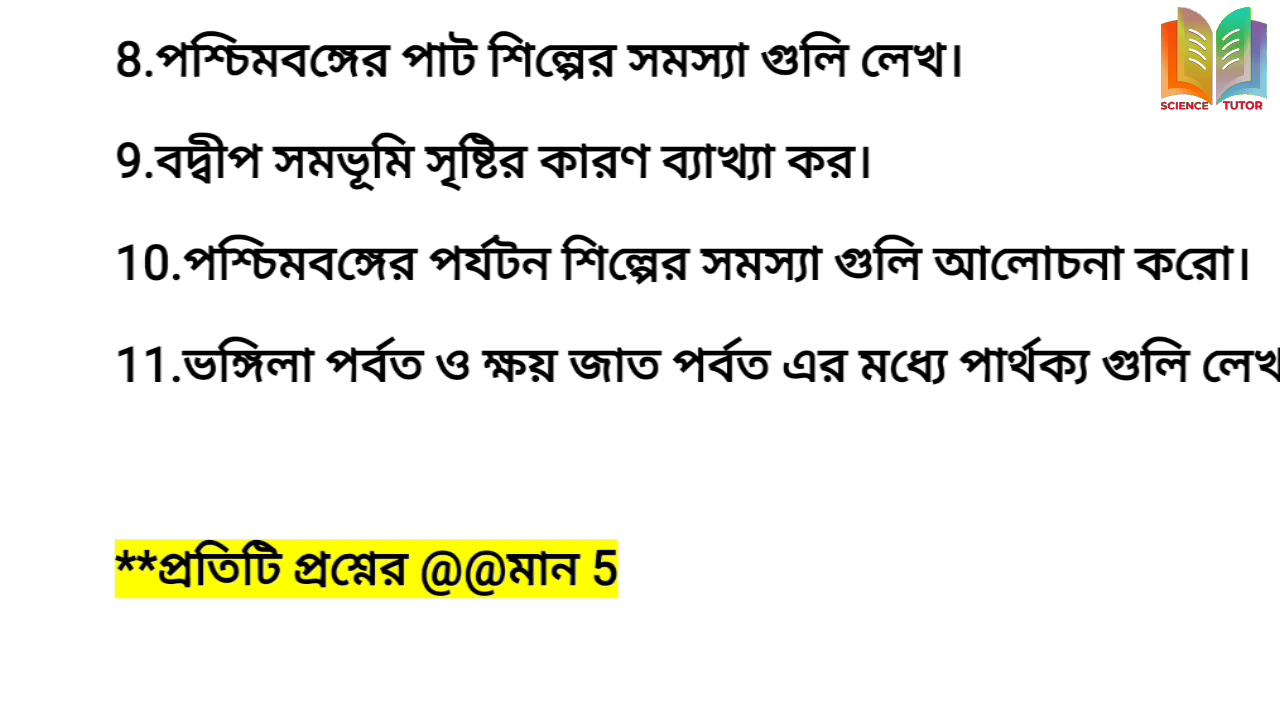 8.পশ্চিমবঙ্গের পাট শিল্পের সমস্যা গুলি লেখ।
SCIENCE TUTOR
9.বদ্বীপ সমভূমি সৃষ্টির কারণ ব্যাখ্যা কর।
10.পশ্চিমবঙ্গের পর্যটন শিল্পের সমস্যা গুলি আলোচনা করো।
11.ভঙ্গিলা পর্বত ও ক্ষয় জাত পর্বত এর মধ্যে পার্থক্য গুলি লেখ
**প্রতিটি প্রশ্নের @@মান 5